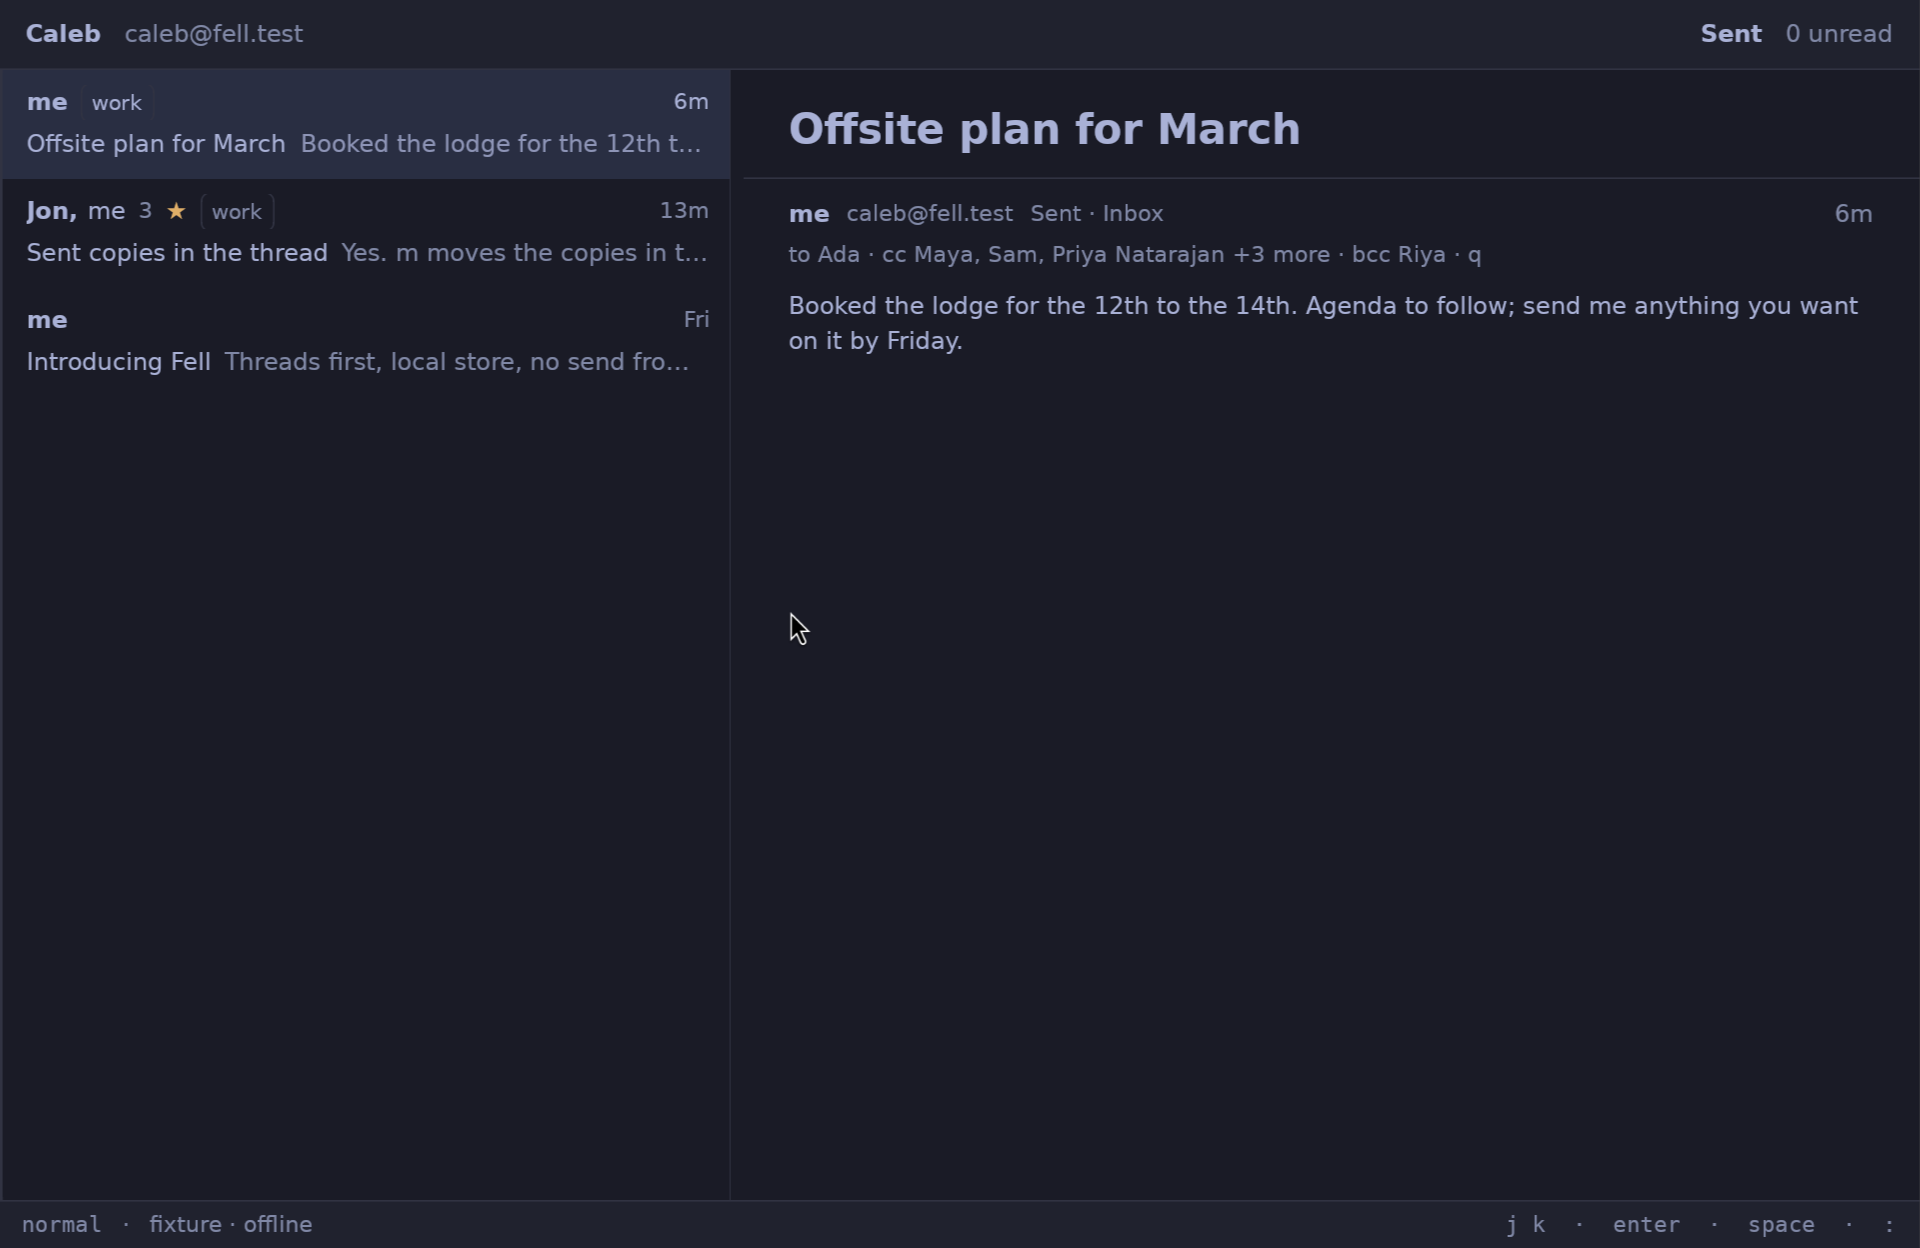 Caleb caleb@fell.test
Sent 0 unread
me work 6m
Offsite plan for March Booked the lodge for the 12th t…
Jon, me 3 ★ work 13m
Sent copies in the thread Yes. m moves the copies in t…
me Fri
Introducing Fell Threads first, local store, no send fro…
Offsite plan for March
me caleb@fell.test Sent · Inbox 6m
to Ada · cc Maya, Sam, Priya Natarajan +3 more · bcc Riya · q
Booked the lodge for the 12th to the 14th. Agenda to follow; send me anything you want
on it by Friday.
normal · fixture · offline
j k · enter · space · :